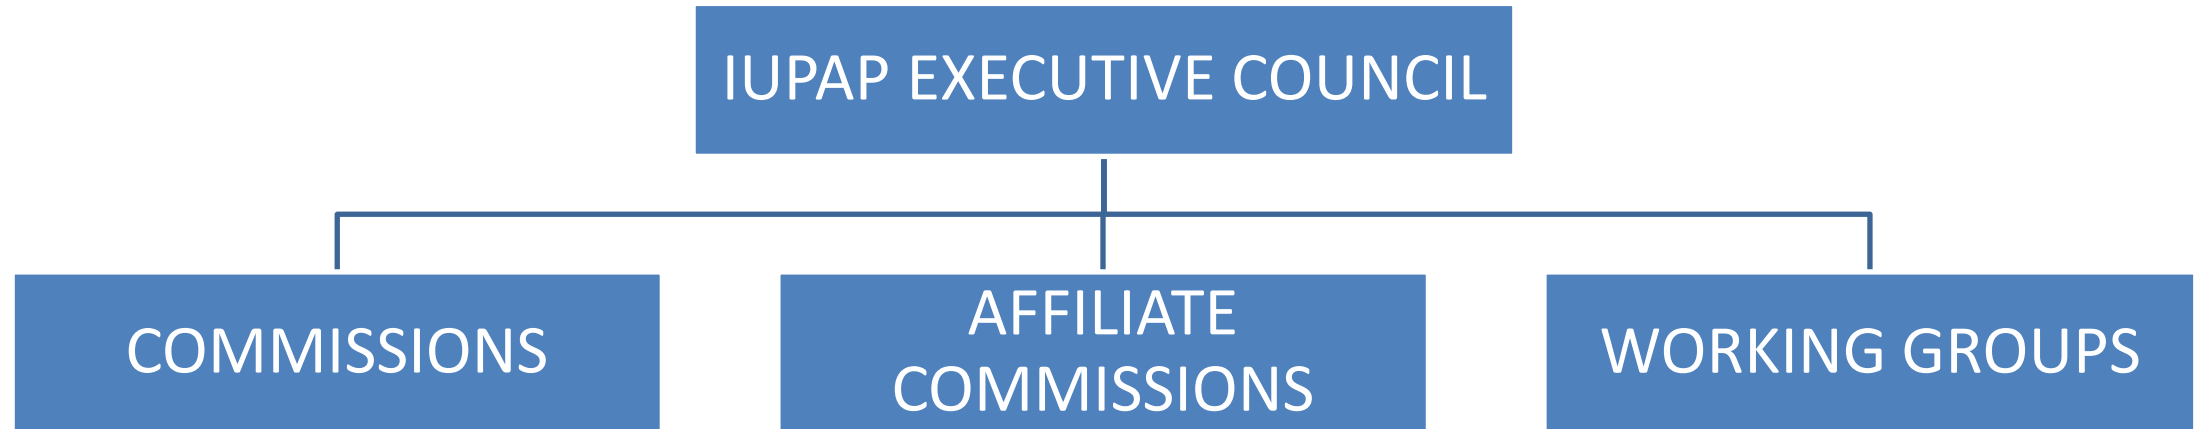 IUPAP EXECUTIVE COUNCIL
COMMISSIONS
AFFILIATE
COMMISSIONS
WORKING GROUPS